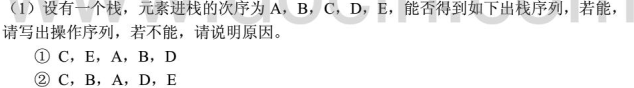 （1）设有一个栈，元素进栈的次序为 A，B，C，D，E，能否得到如下出栈序列，若能，
请写出操作序列，若不能，请说明原因。
① C，E，A，B，D
② C，B，A，D，E